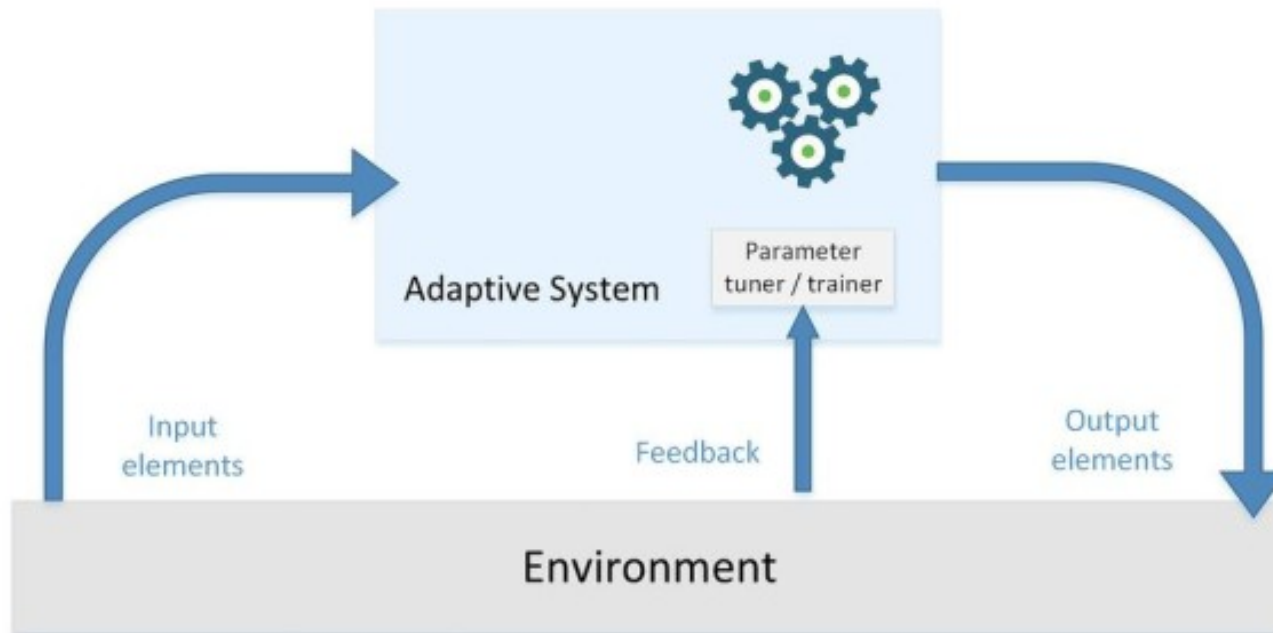 Parameter
tuner / trainer
Adaptive System
Input
elements
Feedback
Output
elements
Environment